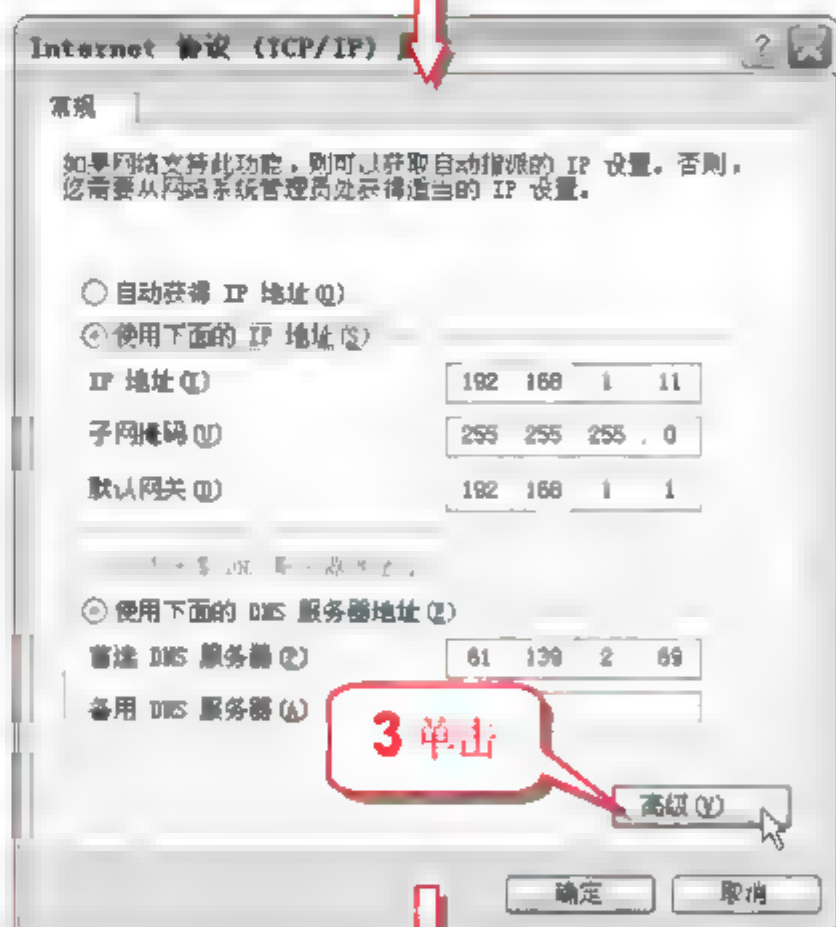 Internet 协议 (TCP/IP)
常规
如果网络支持此功能，则可以获取自动指派的 IP 设置。否则，
您需要从网络系统管理员处获得适当的 IP 设置。
自动获得 IP 地址(O)
使用下面的 IP 地址(S)
IP 地址(I) 192 168 1 11
子网掩码(U) 255 255 255 . 0
默认网关(D) 192 168 1 1
使用下面的 DNS 服务器地址(E)
首选 DNS 服务器(P) 61 139 2 69
备用 DNS 服务器(A)
3 单击
高级(V)
确定 取消